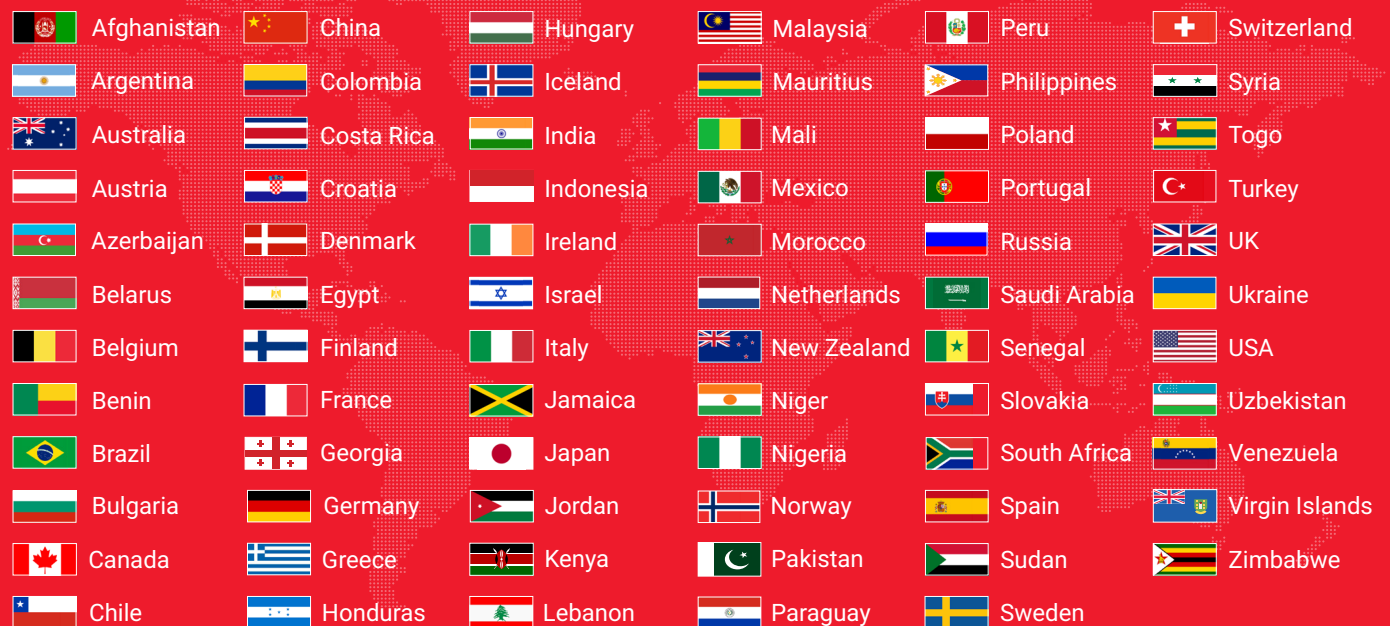 Afghanistan
Argentina
Australia
Austria
Azerbaijan
Belarus
Belgium
Benin
Brazil
Bulgaria
Canada
Chile
China
Colombia
Costa Rica
Croatia
Denmark
Egypt
Finland
France
Georgia
Germany
Greece
Honduras
Hungary
Iceland
India
Indonesia
Ireland
Israel
Italy
Jamaica
Japan
Jordan
Kenya
Lebanon
Malaysia
Mauritius
Mali
Mexico
Morocco
Netherlands
New Zealand
Niger
Nigeria
Norway
Pakistan
Paraguay
Peru
Philippines
Poland
Portugal
Russia
Saudi Arabia
Senegal
Slovakia
South Africa
Spain
Sudan
Sweden
Switzerland
Syria
Togo
Turkey
UK
Ukraine
USA
Uzbekistan
Venezuela
Virgin Islands
Zimbabwe